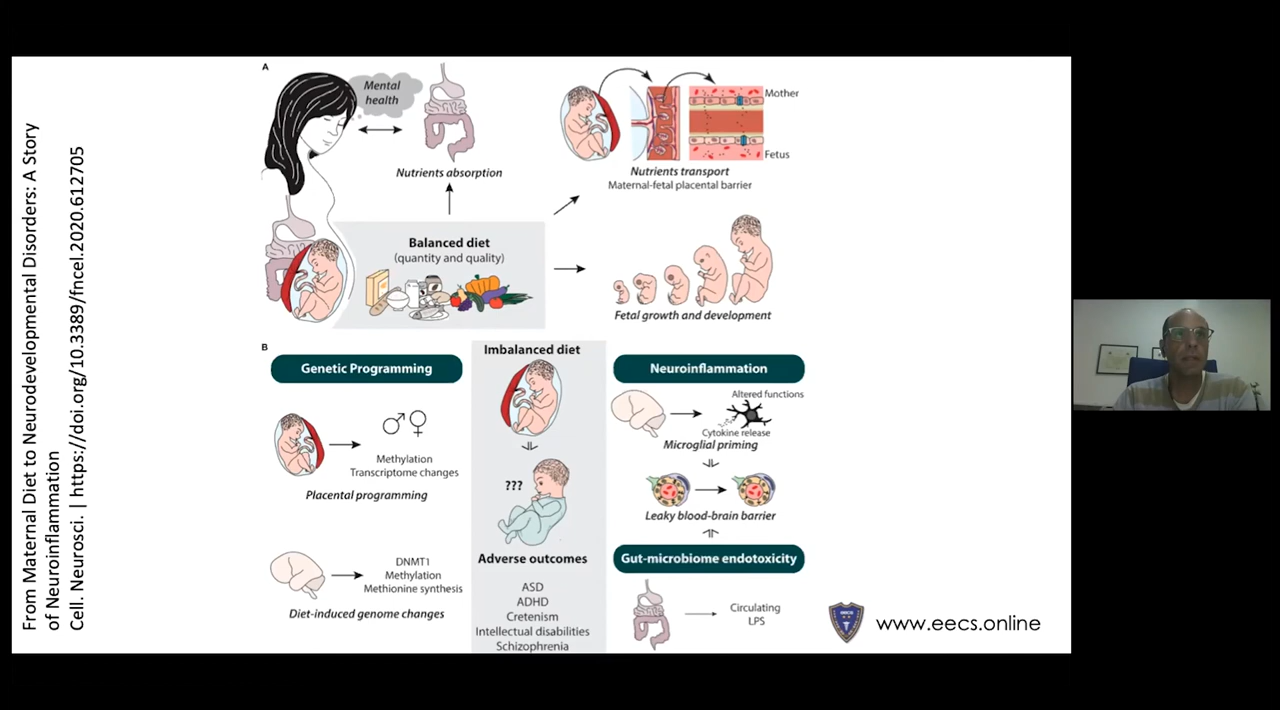 From Maternal Diet to Neurodevelopmental Disorders: A Story
of Neuroinflammation
Cell. Neurosci. | https://doi.org/10.3389/fncel.2020.612705
A
Mental
health
Nutrients absorption
Mother
Fetus
Nutrients transport
Maternal-fetal placental barrier
Balanced diet
(quantity and quality)
Fetal growth and development
B
Genetic Programming
Methylation
Transcriptome changes
Placental programming
DNMT1
Methylation
Methionine synthesis
Diet-induced genome changes
Imbalanced diet
???
Adverse outcomes
ASD
ADHD
Cretenism
Intellectual disabilities
Schizophrenia
Neuroinflammation
Altered functions
Cytokine release
Microglial priming
Leaky blood-brain barrier
Gut-microbiome endotoxicity
Circulating
LPS
www.eecs.online